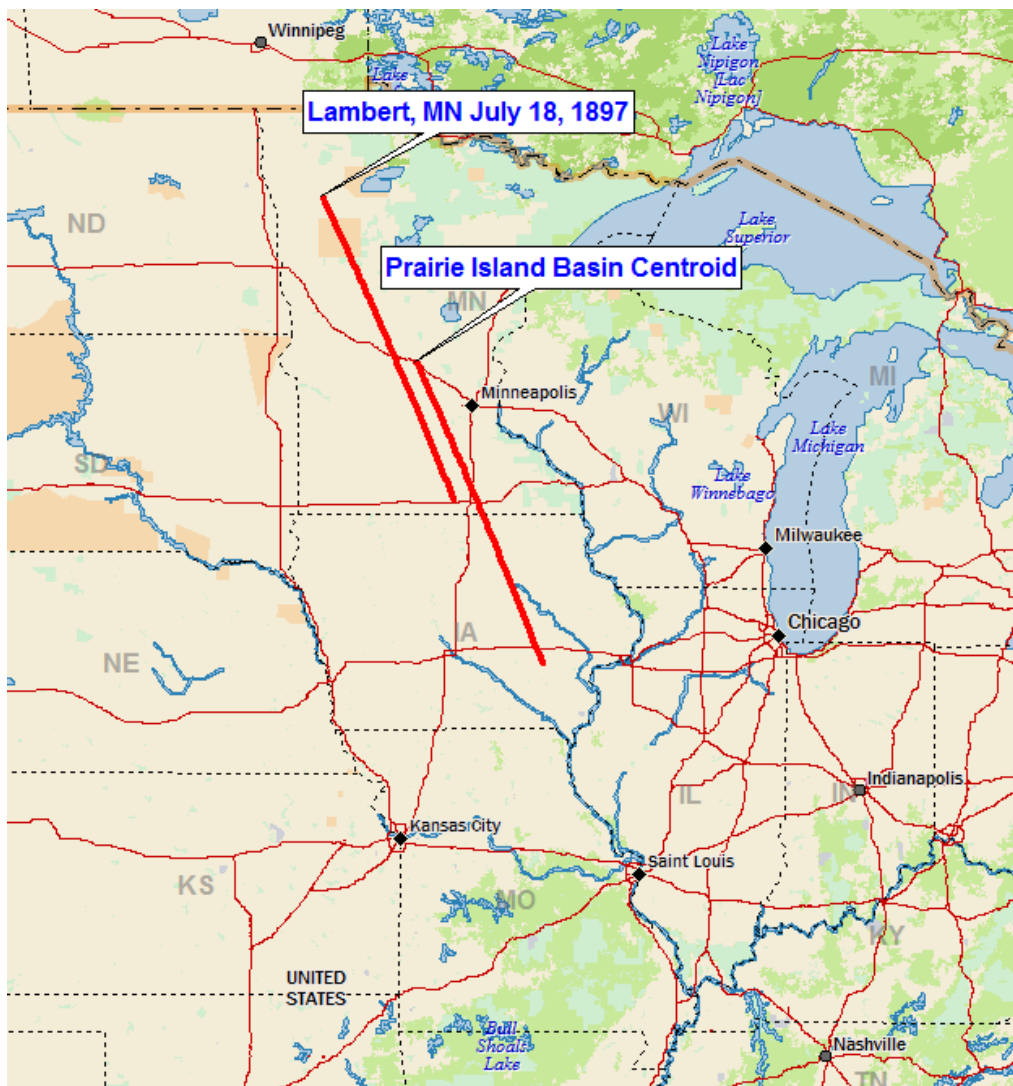 Winnipeg
Lake
Nipigon
[Lac
Nipigon]
Lake
Lambert, MN July 18, 1897
ND
Lake
Superior
Prairie Island Basin Centroid
MN
MI
Minneapolis
WI
Lake
Michigan
SD
Lake
Winnebago
Milwaukee
Chicago
IA
NE
Indianapolis
IL
IN
Kansas City
Saint Louis
KS
MO
KY
UNITED
STATES
Bull
Shoals
Lake
Nashville
TN